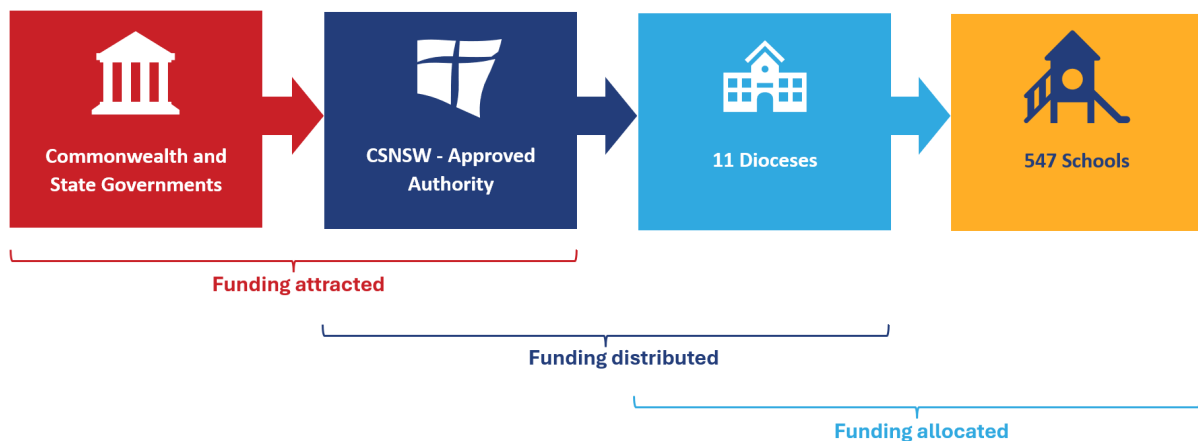 Commonwealth and
State Governments
CSNSW - Approved
Authority
11 Dioceses
547 Schools
Funding attracted
Funding distributed
Funding allocated